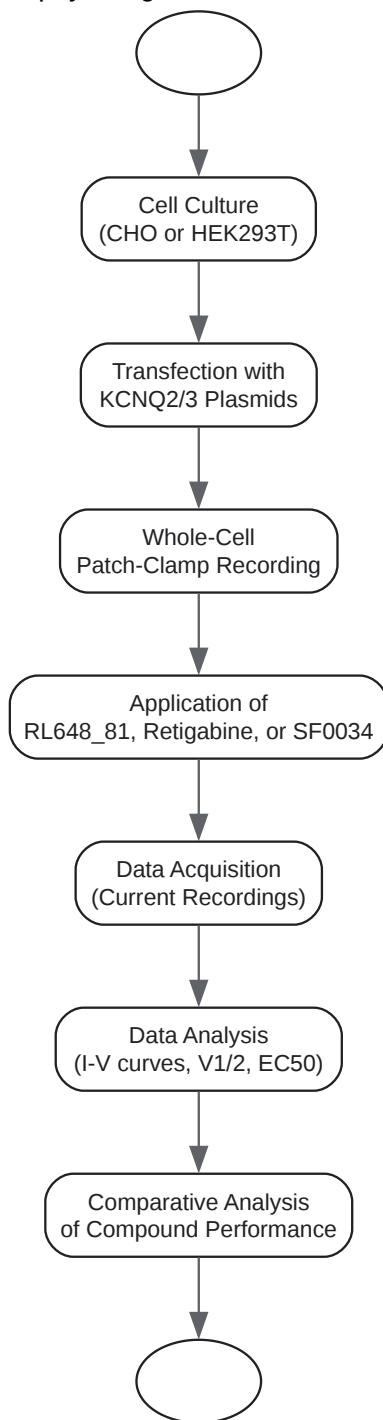 Cell Culture
(CHO or HEK293T)
Transfection with
KCNQ2/3 Plasmids
Whole-Cell
Patch-Clamp Recording
Application of
RL648_81, Retigabine, or SF0034
Data Acquisition
(Current Recordings)
Data Analysis
(I-V curves, V1/2, EC50)
Comparative Analysis
of Compound Performance